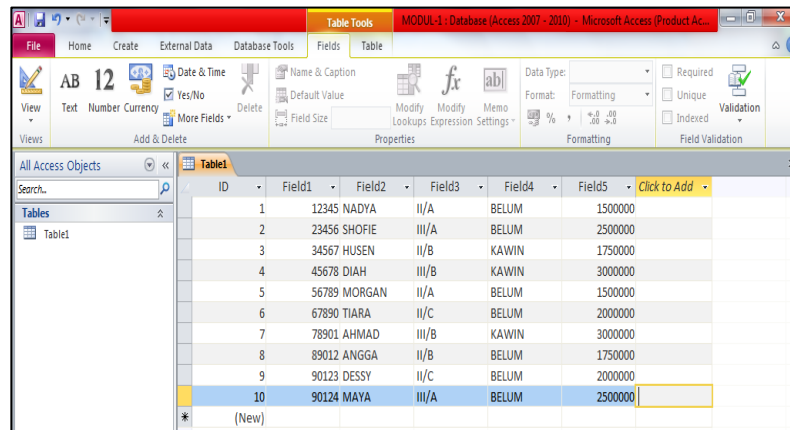 Table Tools MODUL-1 : Database (Access 2007 - 2010) - Microsoft Access (Product Ac...
File Home Create External Data Database Tools Fields Table
View
Views
AB Text
12 Number
Currency
Date & Time
Yes/No
More Fields
Delete
Add & Delete
Name & Caption
Default Value
Field Size
Modify Lookups
fx Modify Expression
ab Memo Settings
Properties
Data Type:
Format: Formatting
% , .00 .00
Formatting
Required
Unique
Indexed
Validation
Field Validation
All Access Objects
Search..
Tables
Table1
Table1
ID Field1 Field2 Field3 Field4 Field5 Click to Add
1 12345 NADYA II/A BELUM 1500000
2 23456 SHOFIE III/A BELUM 2500000
3 34567 HUSEN II/B KAWIN 1750000
4 45678 DIAH III/B KAWIN 3000000
5 56789 MORGAN II/A BELUM 1500000
6 67890 TIARA II/C BELUM 2000000
7 78901 AHMAD III/B KAWIN 3000000
8 89012 ANGGA II/B BELUM 1750000
9 90123 DESSY II/C BELUM 2000000
10 90124 MAYA III/A BELUM 2500000
* (New)